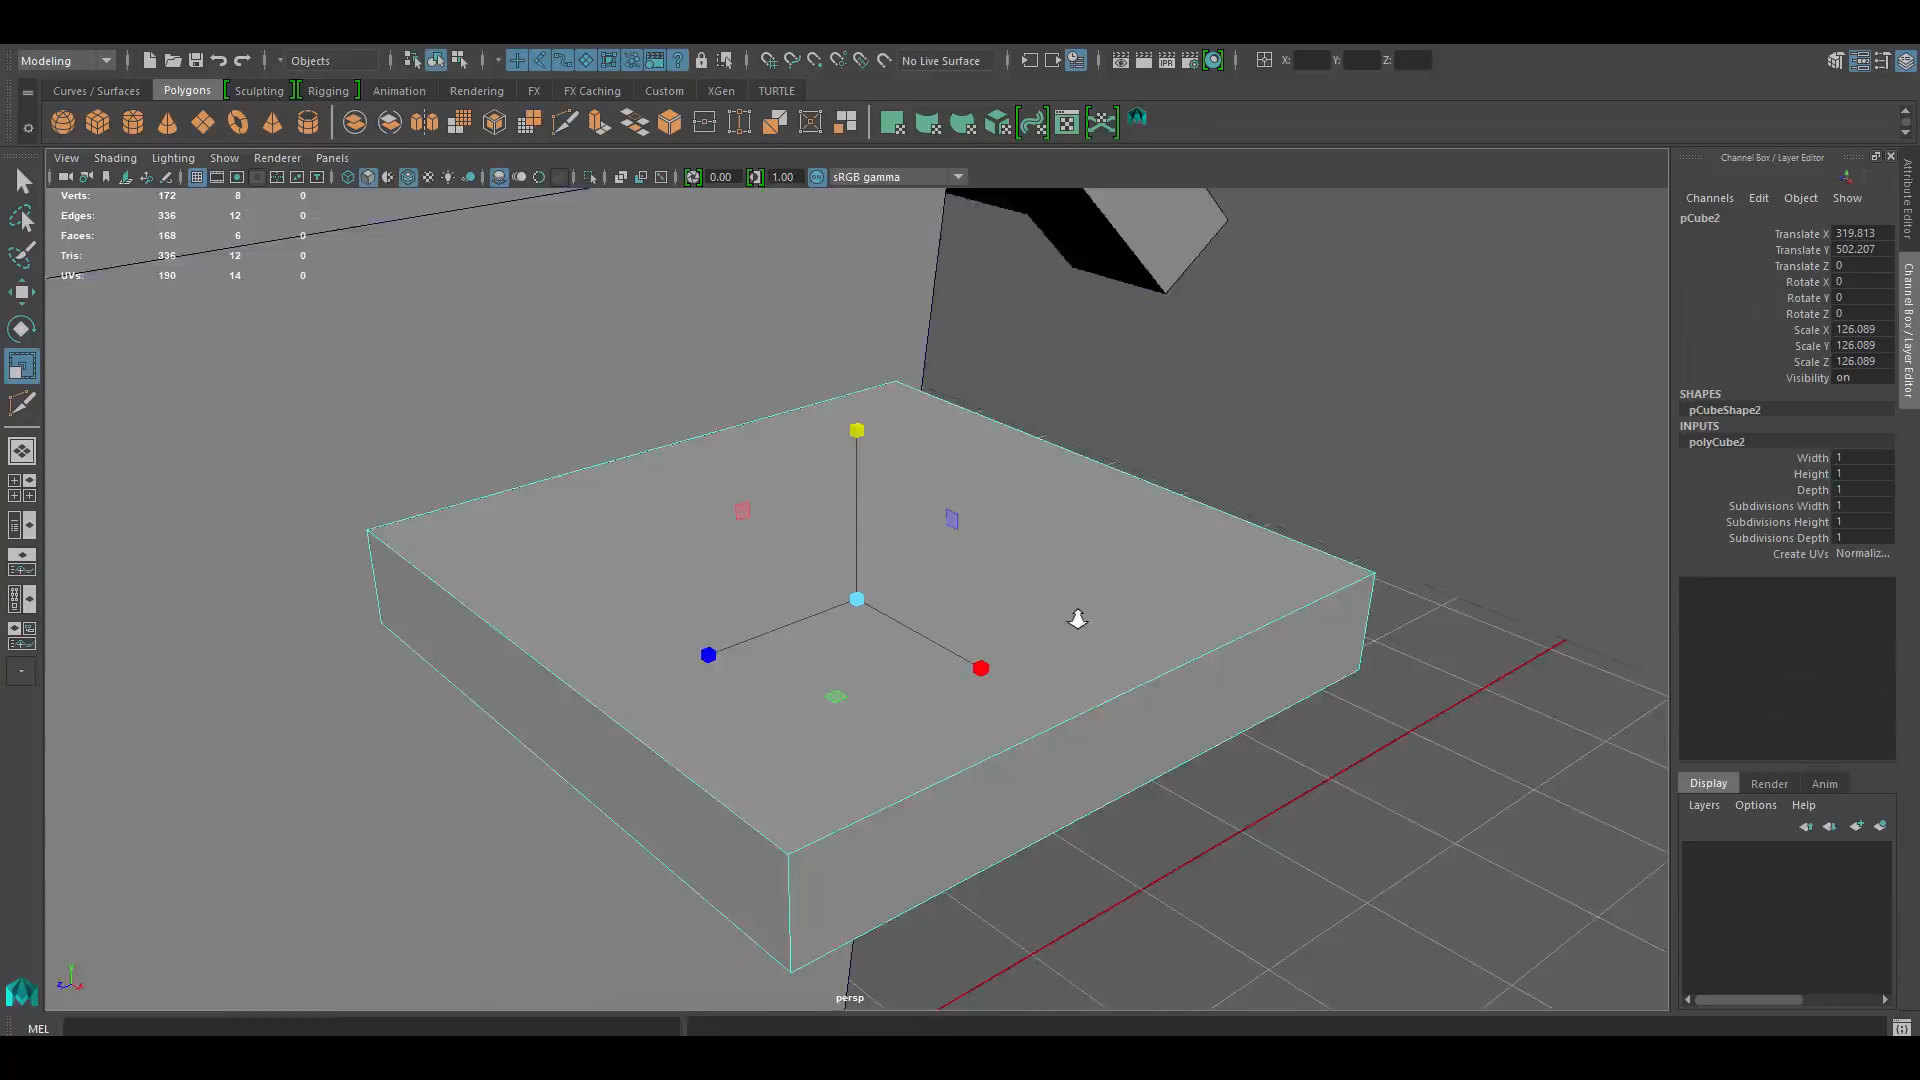 Modeling
Objects
No Live Surface
X:
Y:
Z:
Curves / Surfaces
Polygons
Sculpting
Rigging
Animation
Rendering
FX
FX Caching
Custom
XGen
TURTLE
View
Shading
Lighting
Show
Renderer
Panels
0.00
1.00
sRGB gamma
Verts: 172 8 0
Edges: 336 12 0
Faces: 168 6 0
Tris: 336 12 0
UVs: 190 14 0
persp
MEL
Channel Box / Layer Editor
Channels Edit Object Show
pCube2
Translate X 319.813
Translate Y 502.207
Translate Z 0
Rotate X 0
Rotate Y 0
Rotate Z 0
Scale X 126.089
Scale Y 126.089
Scale Z 126.089
Visibility on
SHAPES
pCubeShape2
INPUTS
polyCube2
Width 1
Height 1
Depth 1
Subdivisions Width 1
Subdivisions Height 1
Subdivisions Depth 1
Create UVs Normaliz...
Display Render Anim
Layers Options Help
Attribute Editor
Channel Box / Layer Editor